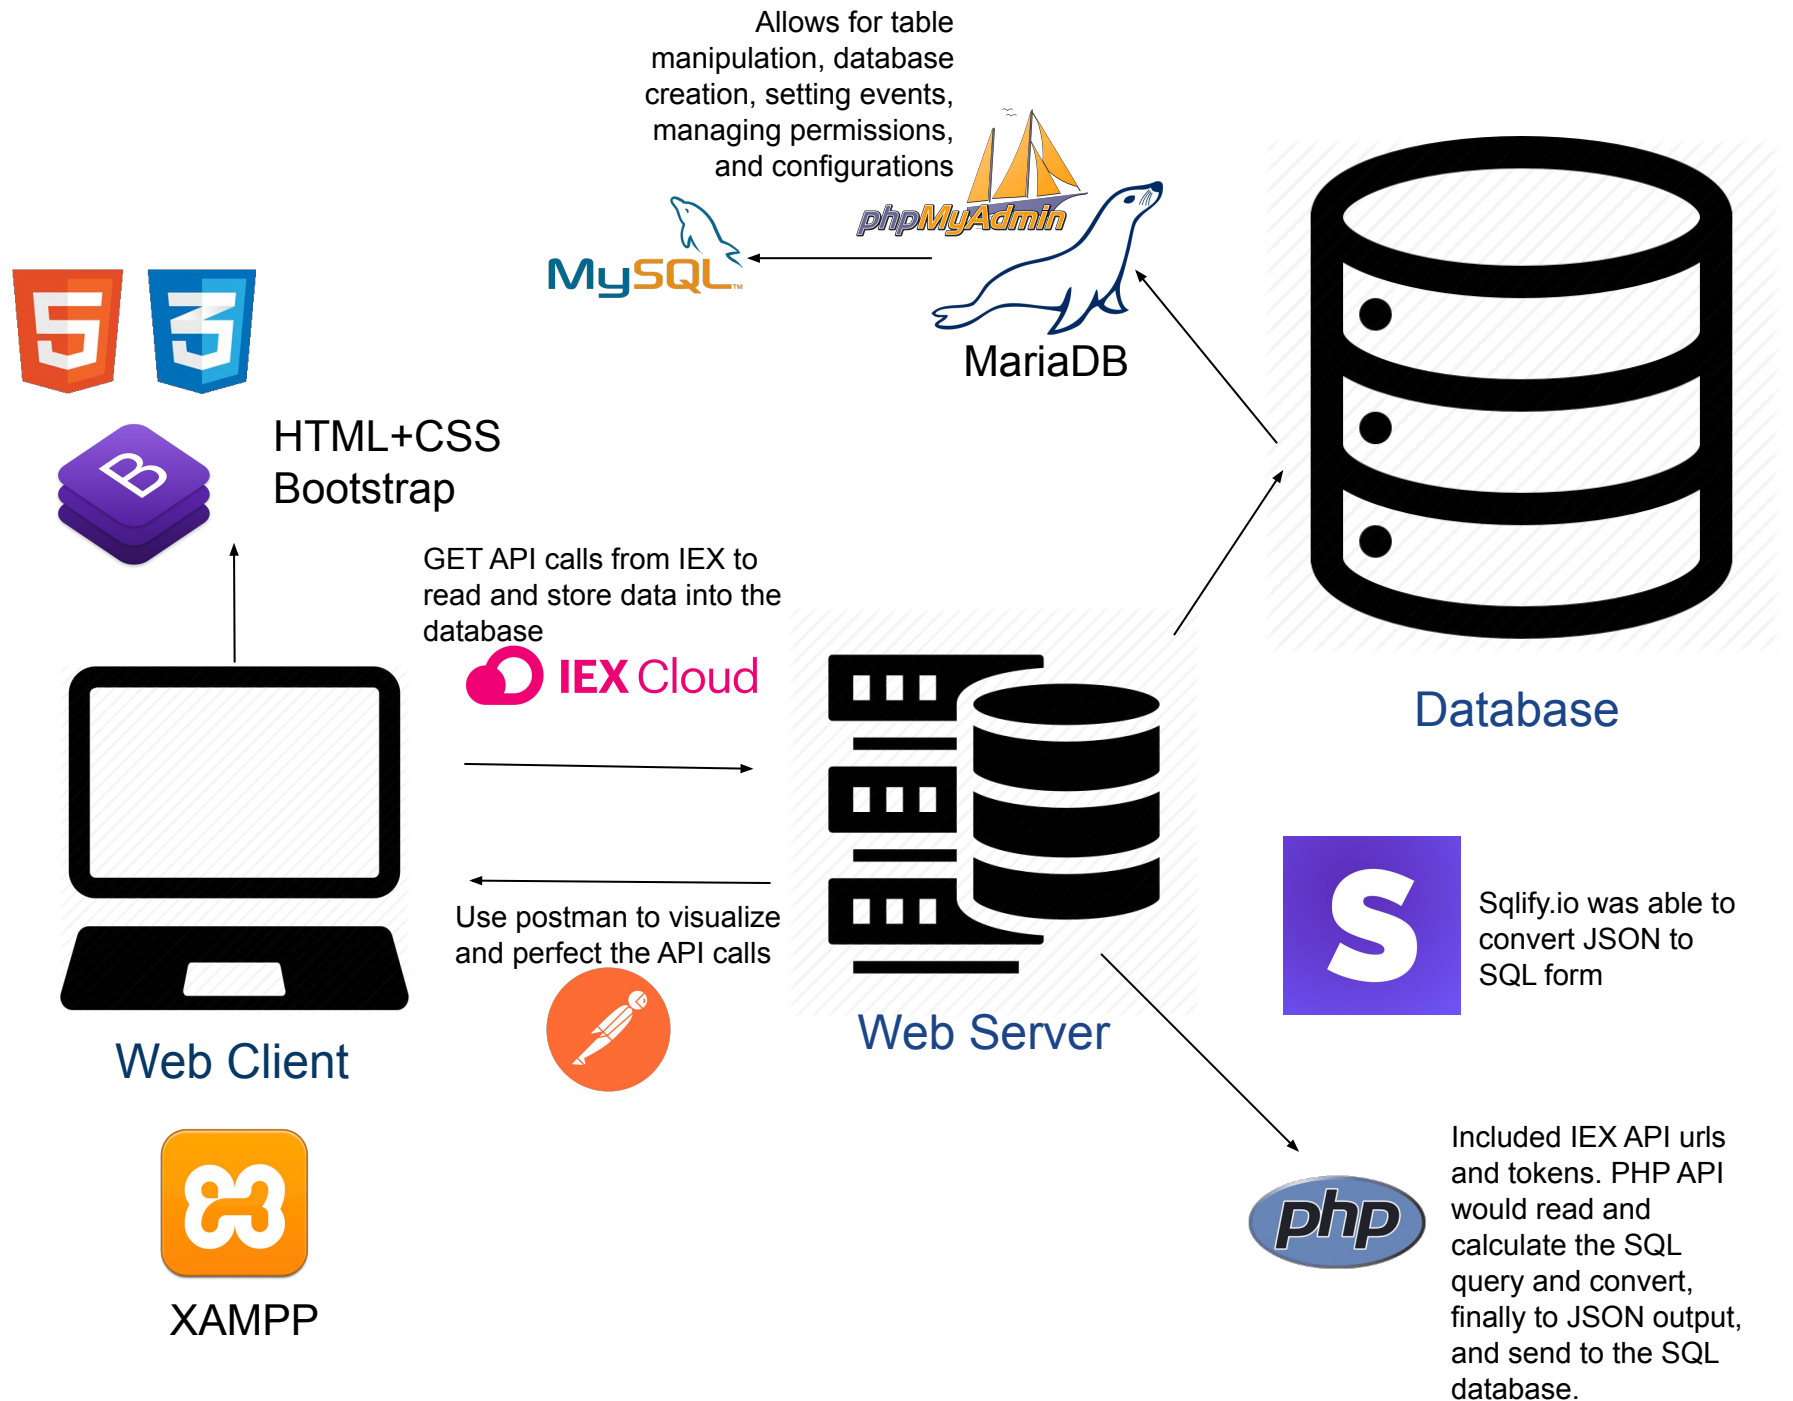 Allows for table
manipulation, database
creation, setting events,
managing permissions,
and configurations
phpMyAdmin
MySQL™
MariaDB
5
3
B
HTML+CSS
Bootstrap
GET API calls from IEX to
read and store data into the
database
IEX Cloud
Database
Use postman to visualize
and perfect the API calls
S
Sqlify.io was able to
convert JSON to
SQL form
Web Server
Web Client
XAMPP
php
Included IEX API urls
and tokens. PHP API
would read and
calculate the SQL
query and convert,
finally to JSON output,
and send to the SQL
database.